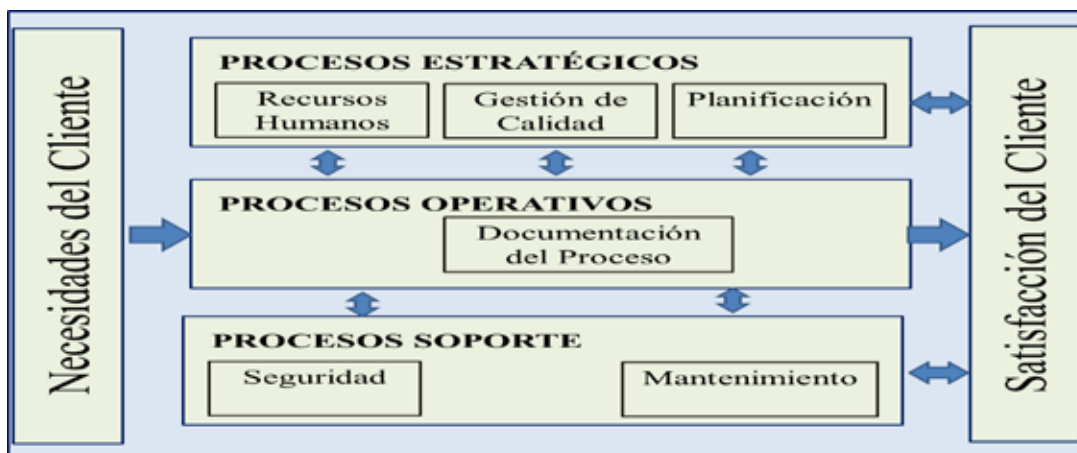 Necesidades del Cliente
PROCESOS ESTRATÉGICOS
Recursos
Humanos
Gestión de
Calidad
Planificación
PROCESOS OPERATIVOS
Documentación
del Proceso
PROCESOS SOPORTE
Seguridad
Mantenimiento
Satisfacción del Cliente